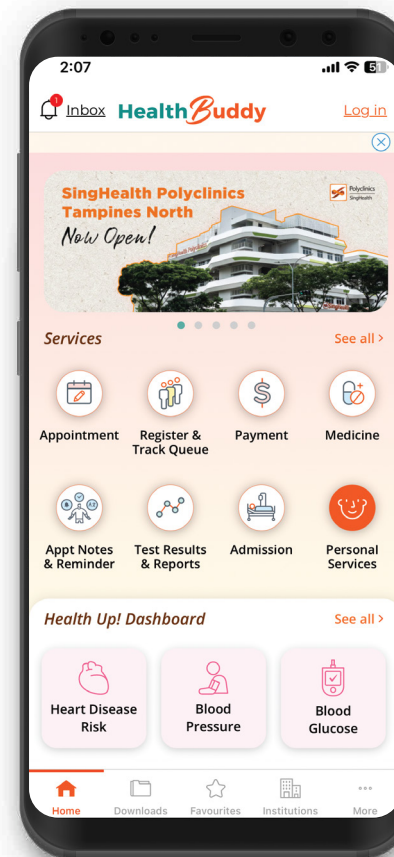 2:07
51
1
Inbox
HealthBuddy
Log in
SingHealth Polyclinics
Tampines North
Now Open!
Polyclinics
SingHealth
Services
See all >
Appointment
Register &
Track Queue
Payment
Medicine
Appt Notes
& Reminder
Test Results
& Reports
Admission
Personal
Services
Health Up! Dashboard
See all >
Heart Disease
Risk
Blood
Pressure
Blood
Glucose
Home
Downloads
Favourites
Institutions
More